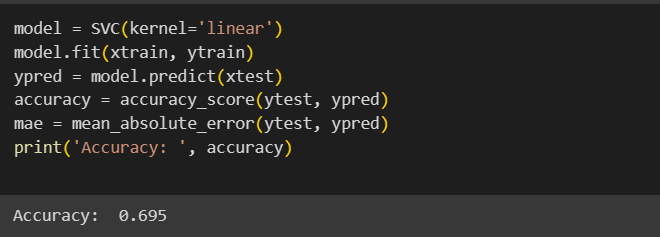 model = SVC(kernel='linear')
model.fit(xtrain, ytrain)
ypred = model.predict(xtest)
accuracy = accuracy_score(ytest, ypred)
mae = mean_absolute_error(ytest, ypred)
print('Accuracy: ', accuracy)
Accuracy:  0.695